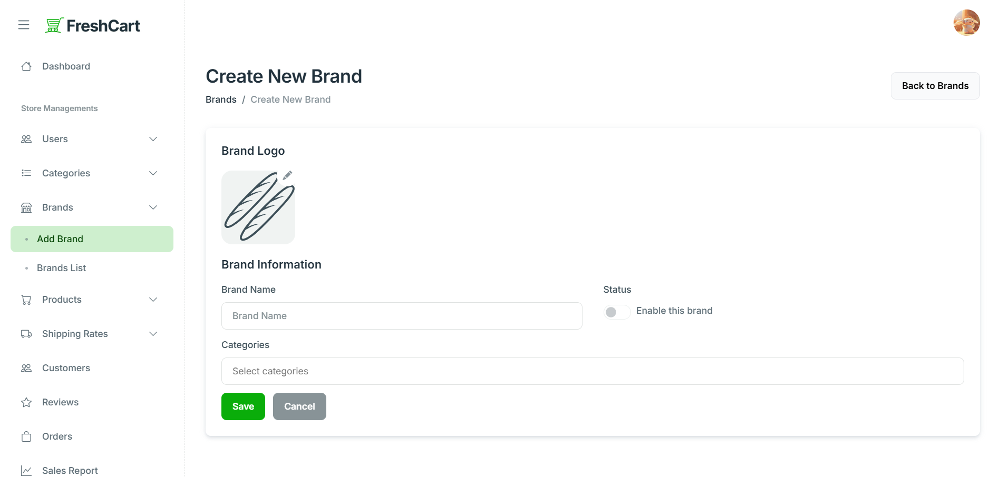 FreshCart
Dashboard
Store Managements
Users
Categories
Brands
Add Brand
Brands List
Products
Shipping Rates
Customers
Reviews
Orders
Sales Report
Create New Brand
Brands / Create New Brand
Back to Brands
Brand Logo
Brand Information
Brand Name
Brand Name
Status
Enable this brand
Categories
Select categories
Save
Cancel